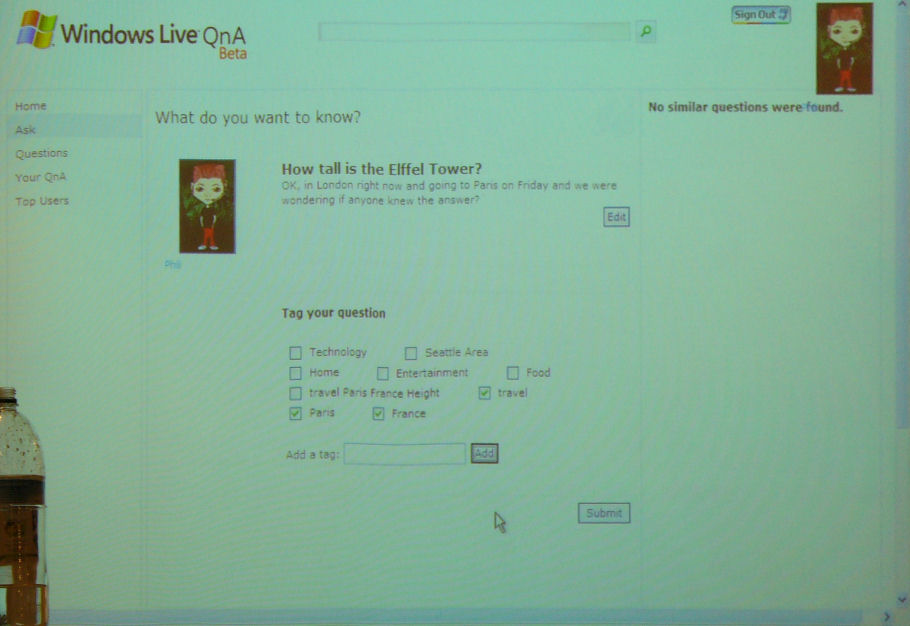 Windows Live QnA
Beta
Sign Out
Home
Ask
Questions
Your QnA
Top Users
What do you want to know?
No similar questions were found.
How tall is the Elffel Tower?
OK, in London right now and going to Paris on Friday and we were
wondering if anyone knew the answer?
Edit
Phil
Tag your question
Technology Seattle Area
Home Entertainment Food
travel Paris France Height travel
Paris France
Add a tag: Add
Submit